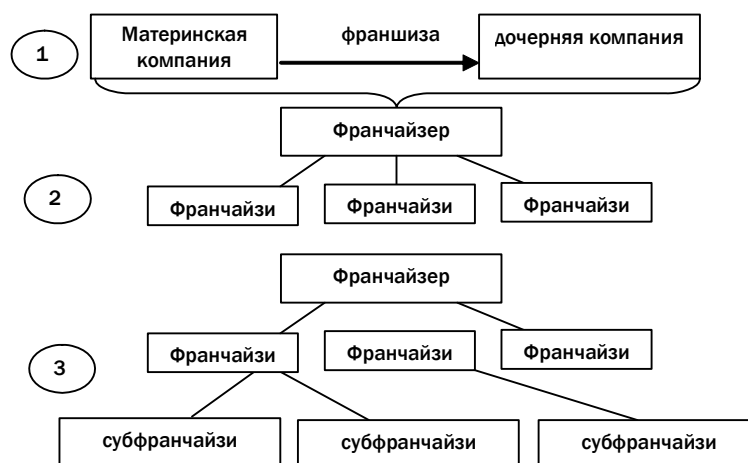 1
Материнская
компания
франшиза
дочерняя компания
Франчайзер
2
Франчайзи
Франчайзи
Франчайзи
Франчайзер
3
Франчайзи
Франчайзи
Франчайзи
субфранчайзи
субфранчайзи
субфранчайзи